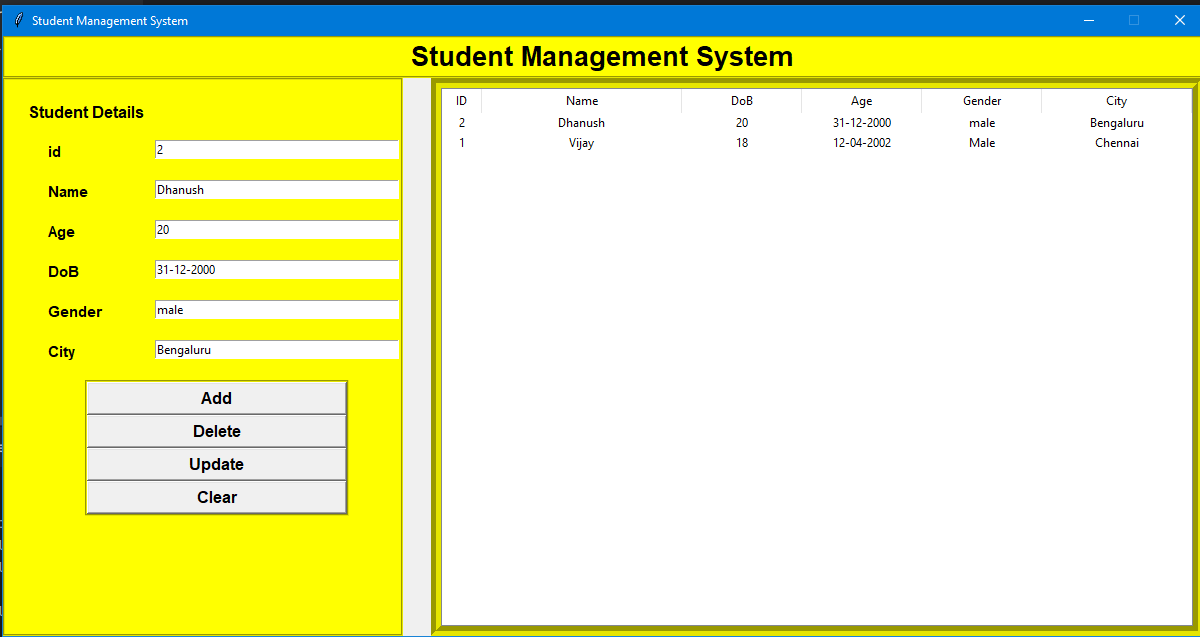 Student Management System
Student Management System
Student Details
id 2
Name Dhanush
Age 20
DoB 31-12-2000
Gender male
City Bengaluru
Add
Delete
Update
Clear
ID Name DoB Age Gender City
2 Dhanush 20 31-12-2000 male Bengaluru
1 Vijay 18 12-04-2002 Male Chennai